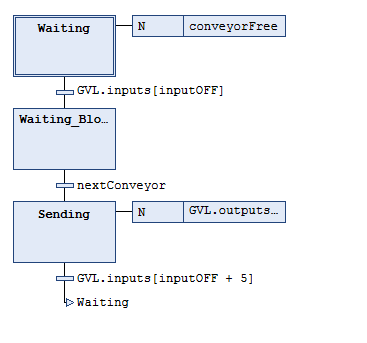 Waiting
N conveyorFree
GVL.inputs[inputOFF]
Waiting_Blo…
nextConveyor
Sending
N GVL.outputs…
GVL.inputs[inputOFF + 5]
Waiting